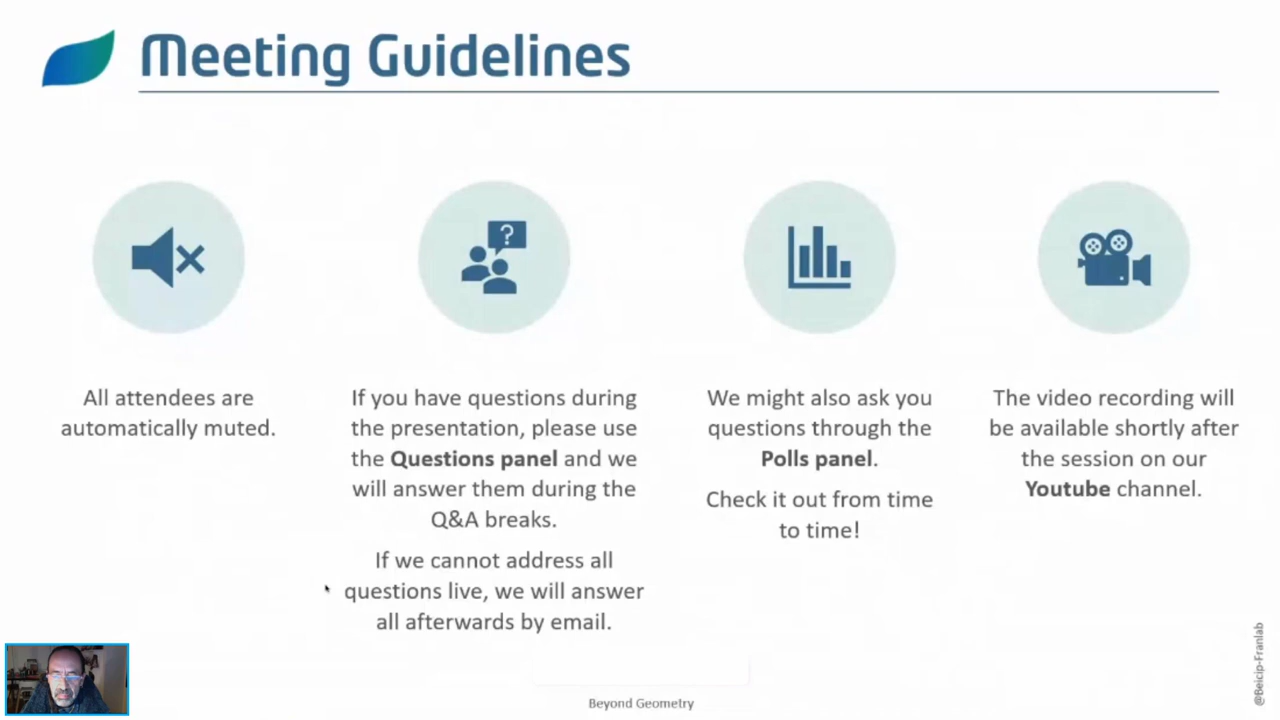 Meeting Guidelines
?
All attendees are
automatically muted.
If you have questions during
the presentation, please use
the Questions panel and we
will answer them during the
Q&A breaks.
If we cannot address all
questions live, we will answer
all afterwards by email.
We might also ask you
questions through the
Polls panel.
Check it out from time
to time!
The video recording will
be available shortly after
the session on our
Youtube channel.
Beyond Geometry
@Beicip-Franlab